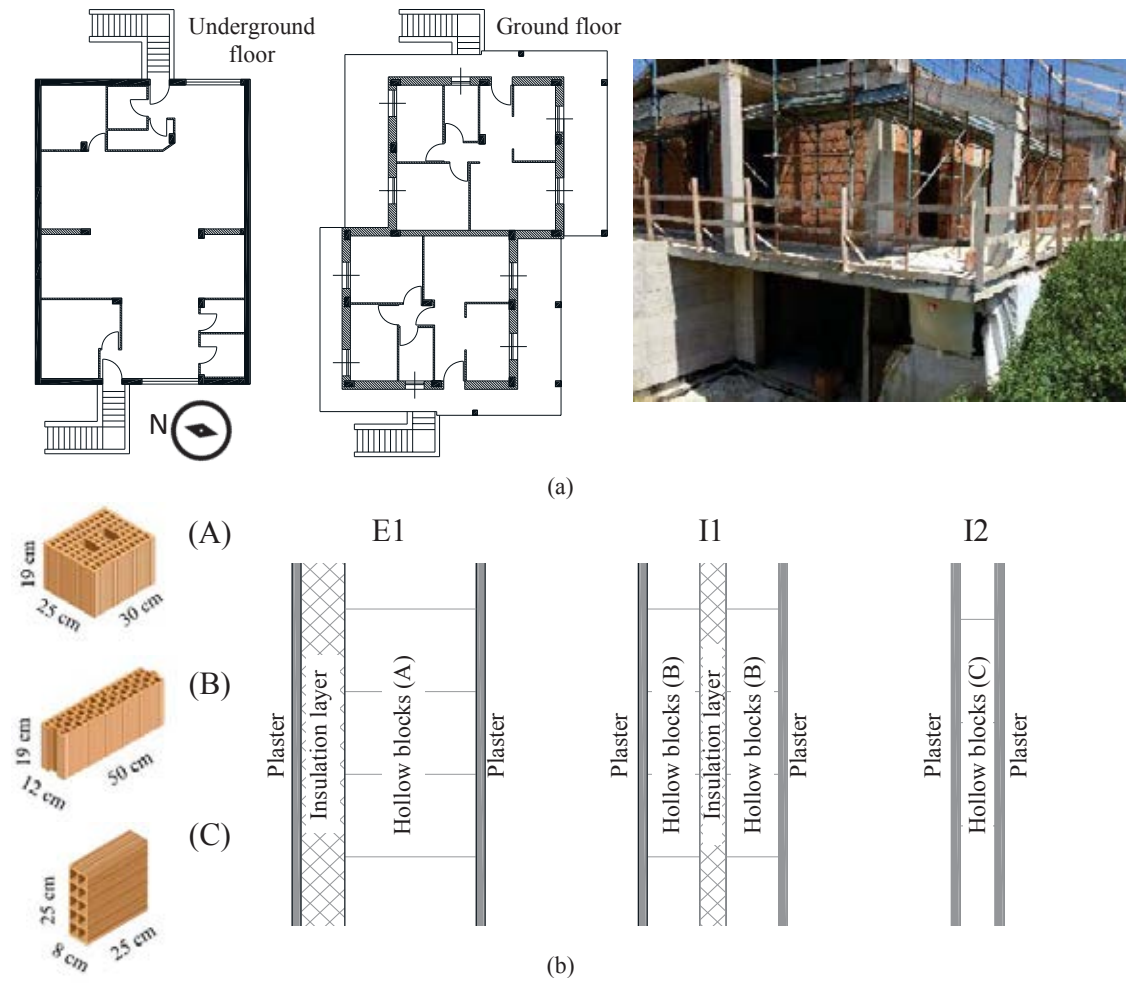 Underground
floor
Ground floor
N
(a)
(A)
19 cm
25 cm
30 cm
(B)
19 cm
12 cm
50 cm
(C)
25 cm
8 cm
25 cm
E1
Plaster
Insulation layer
Hollow blocks (A)
Plaster
I1
Plaster
Hollow blocks (B)
Insulation layer
Hollow blocks (B)
Plaster
I2
Plaster
Hollow blocks (C)
Plaster
(b)